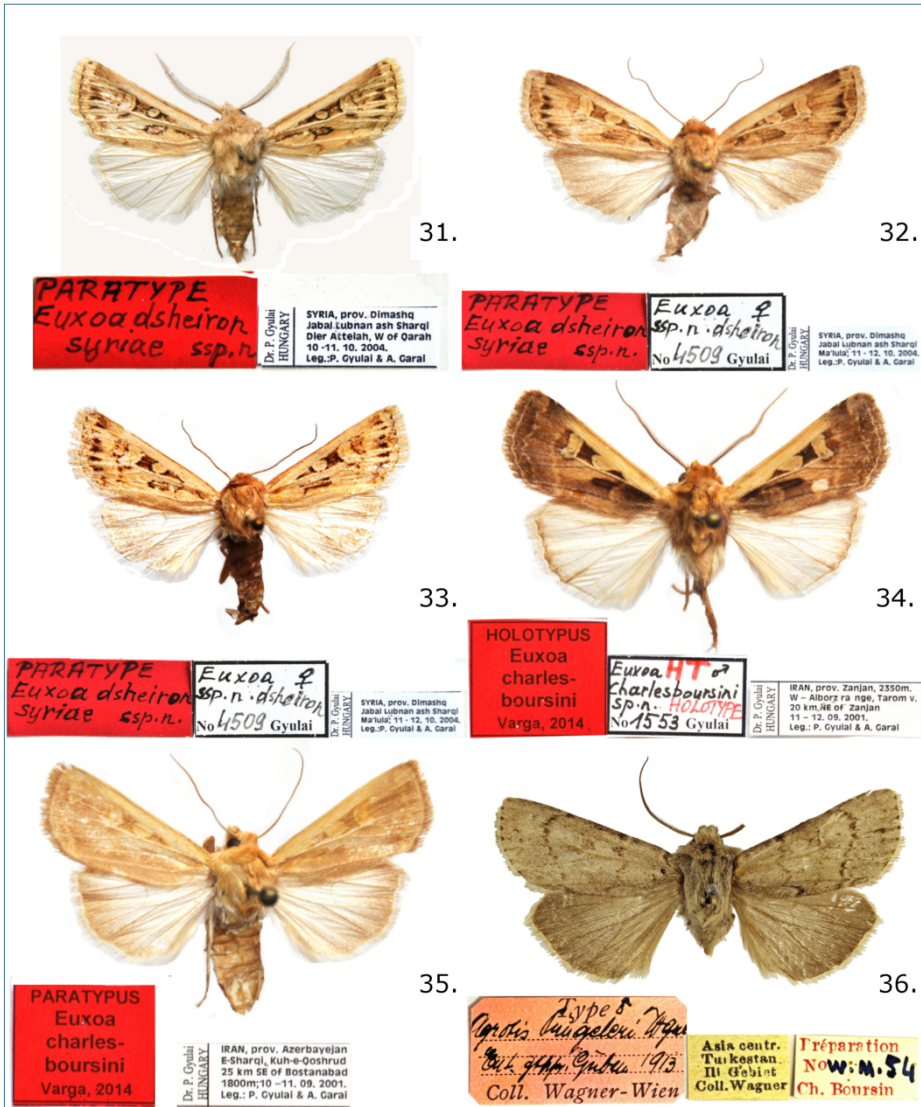 31.
32.
PARATYPE
Euxoa dsheiron
syriae ssp.n.
Dr. P. Gyulai
HUNGARY
SYRIA, prov. Dimashq
Jabal Lubnan ash Sharqi
Dier Attelah, W of Qarah
10 -11. 10. 2004.
Leg.:P. Gyulai & A. Garai
PARATYPE
Euxoa dsheiron
syriae ssp.n.
Euxoa ♀
ssp.n. dsheiron
No 4509 Gyulai
Dr. P. Gyulai
HUNGARY
SYRIA, prov. Dimashq
Jabal Lubnan ash Sharqi
Ma'lula; 11 - 12. 10. 2004.
Leg.:P. Gyulai & A. Garai
33.
34.
PARATYPE
Euxoa dsheiron
syriae ssp.n.
Euxoa ♀
ssp.n. dsheiron
No 4509 Gyulai
Dr. P. Gyulai
HUNGARY
SYRIA, prov. Dimashq
Jabal Lubnan ash Sharqi
Ma'lula; 11 - 12. 10. 2004.
Leg.:P. Gyulai & A. Garai
HOLOTYPUS
Euxoa
charles-
boursini
Varga, 2014
Euxoa HT ♂
Charlesboursini
sp.n. HOLOTYPE
No 1553 Gyulai
Dr. P. Gyulai
HUNGARY
IRAN, prov. Zanjan, 2350m.
W - Alborz ra nge, Tarom v.
20 km,NE of Zanjan
11 - 12. 09. 2001.
Leg.: P. Gyulai & A. Garai
35.
36.
PARATYPUS
Euxoa
charles-
boursini
Varga, 2014
Dr. P. Gyulai
HUNGARY
IRAN, prov. Azerbayejan
E-Sharqi, Kuh-e-Qoshrud
25 km SE of Bostanabad
1800m;10 -11. 09. 2001.
Leg.: P. Gyulai & A. Garai
Type ♂
Agrotis
1913
Coll. Wagner-Wien
Asia centr.
Turkestan.
Ili-Gebiet
Coll. Wagner
Préparation
No W.M.54
Ch. Boursin